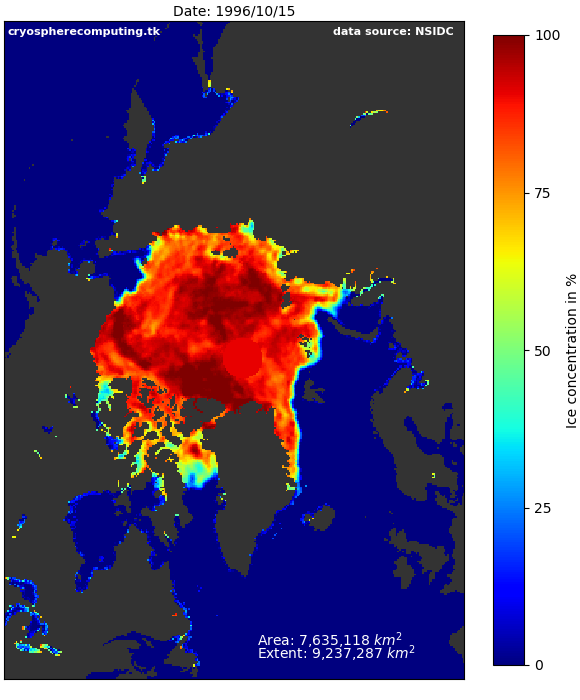 Date: 1996/10/15
cryospherecomputing.tk data source: NSIDC
100
75
50
25
0
Ice concentration in %
Area: 7,635,118 km²
Extent: 9,237,287 km²